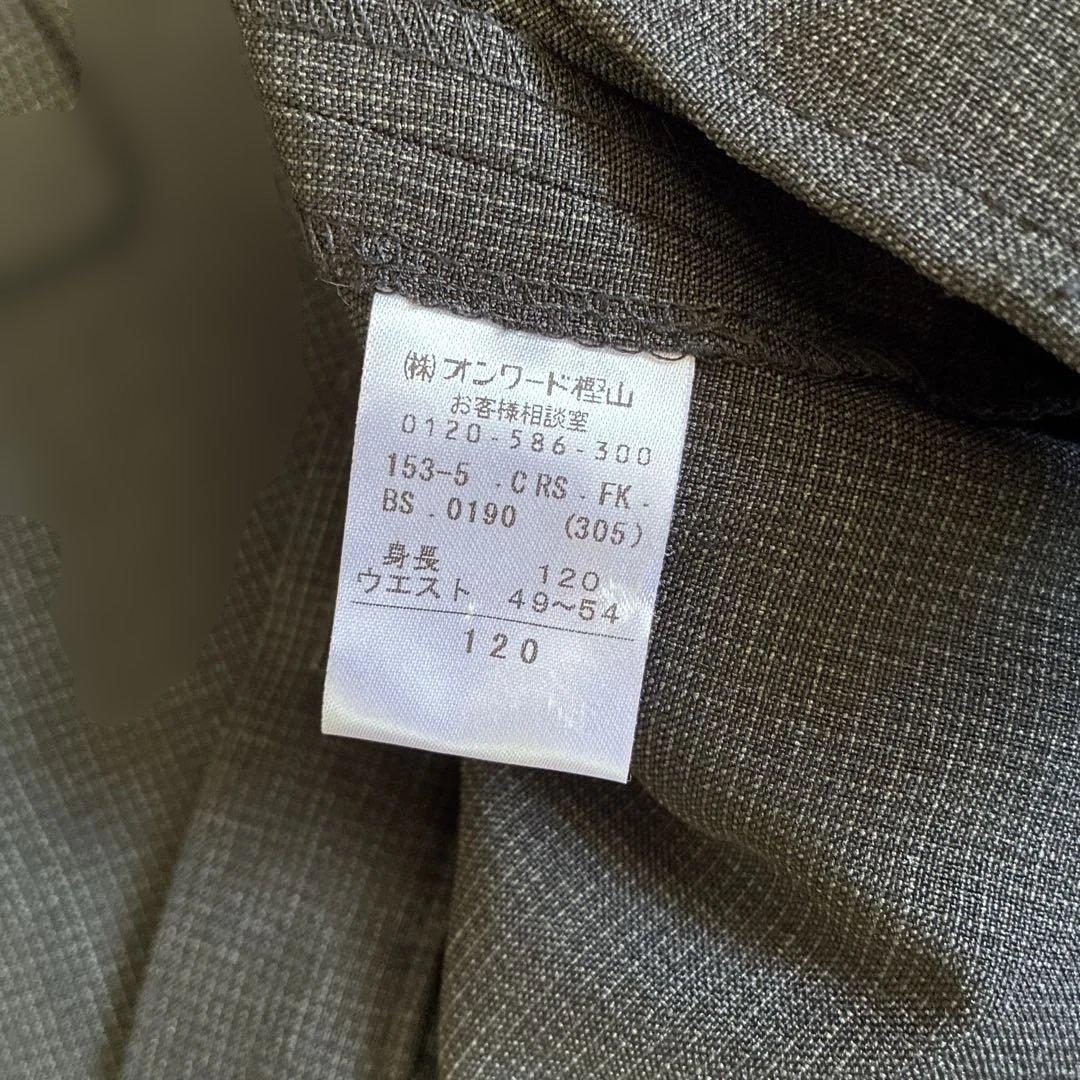 (株)オンワード樫山
お客様相談室
0120-586-300
153-5 .CRS.FK.
BS.0190 (305)
身長 120
ウエスト 49~54
120